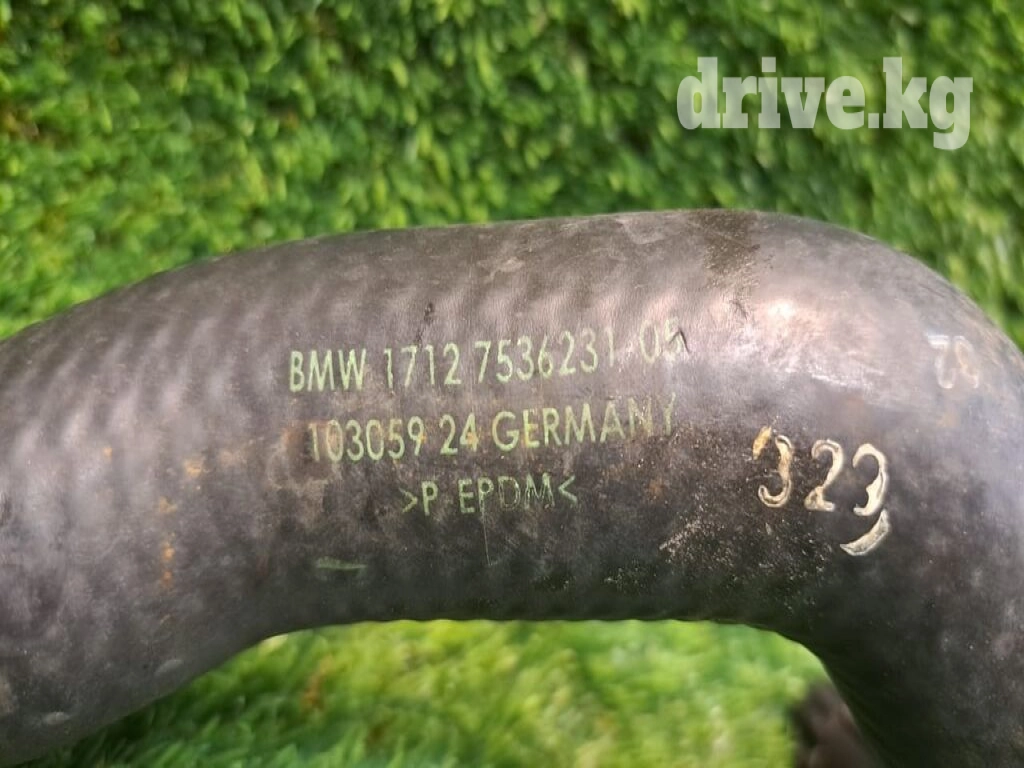 drive.kg
BMW 1712 7536231 05
103059 24 GERMANY
>P EPDM<
323